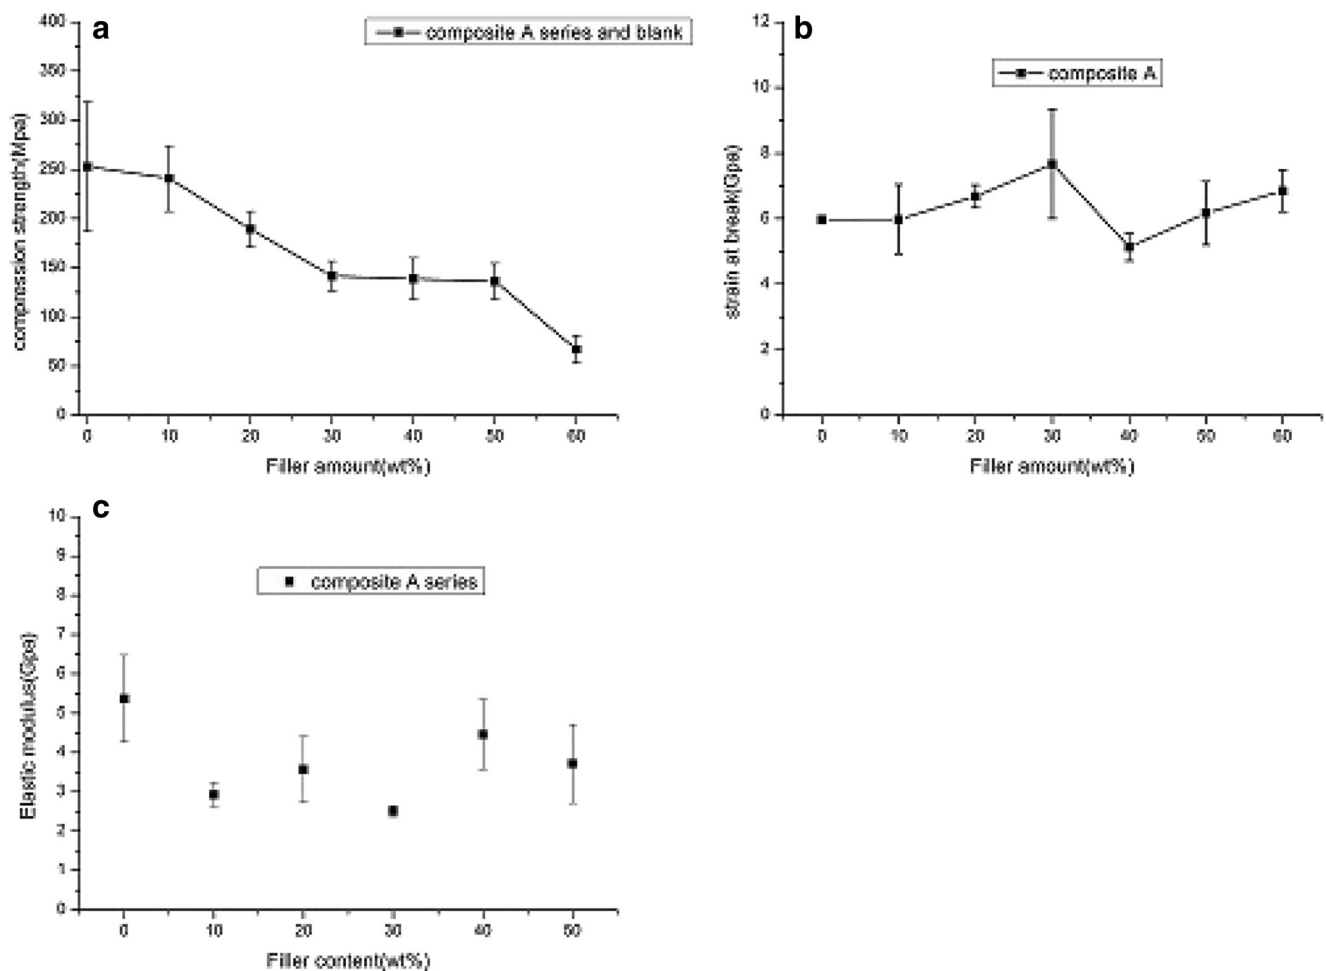 a
composite A series and blank
compression strength(Mpa)
400
350
300
250
200
150
100
50
0
0 10 20 30 40 50 60
Filler amount(wt%)
b
composite A
strain at break(Gpa)
12
10
8
6
4
2
0
0 10 20 30 40 50 60
Filler amount(wt%)
c
composite A series
Elastic modulus(Gpa)
10
9
8
7
6
5
4
3
2
1
0
0 10 20 30 40 50
Filler content(wt%)